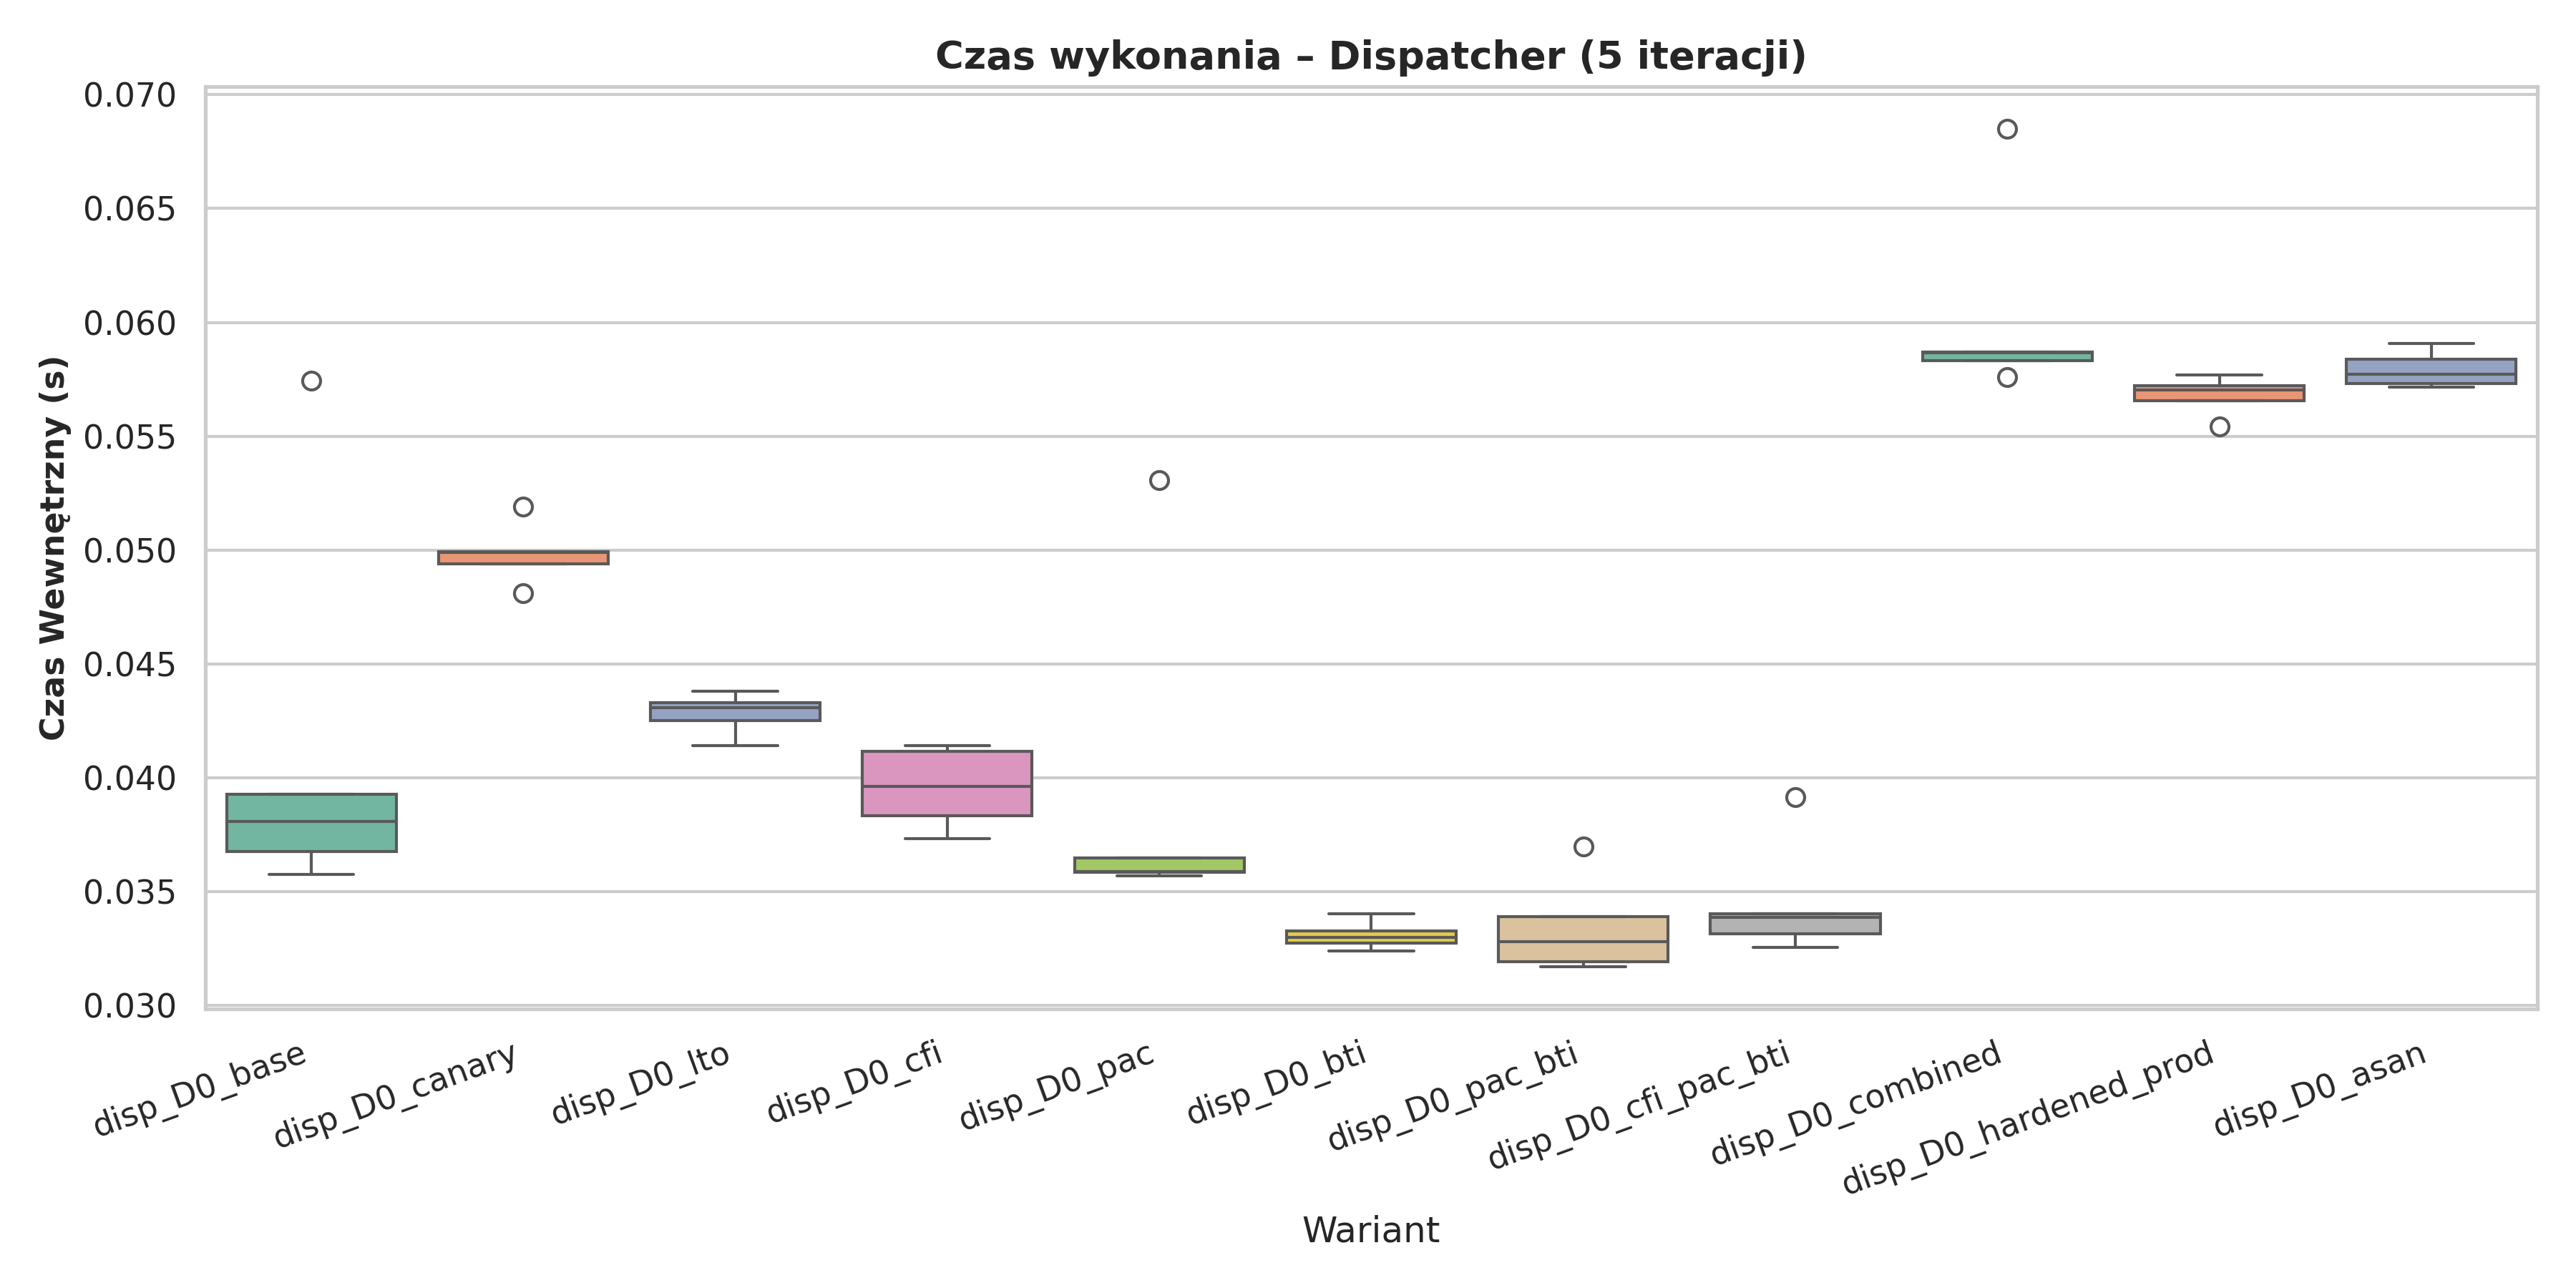 Czas wykonania – Dispatcher (5 iteracji)
Czas Wewnętrzny (s)
0.070
0.065
0.060
0.055
0.050
0.045
0.040
0.035
0.030
disp_D0_base
disp_D0_canary
disp_D0_lto
disp_D0_cfi
disp_D0_pac
disp_D0_bti
disp_D0_pac_bti
disp_D0_cfi_pac_bti
disp_D0_combined
disp_D0_hardened_prod
disp_D0_asan
Wariant